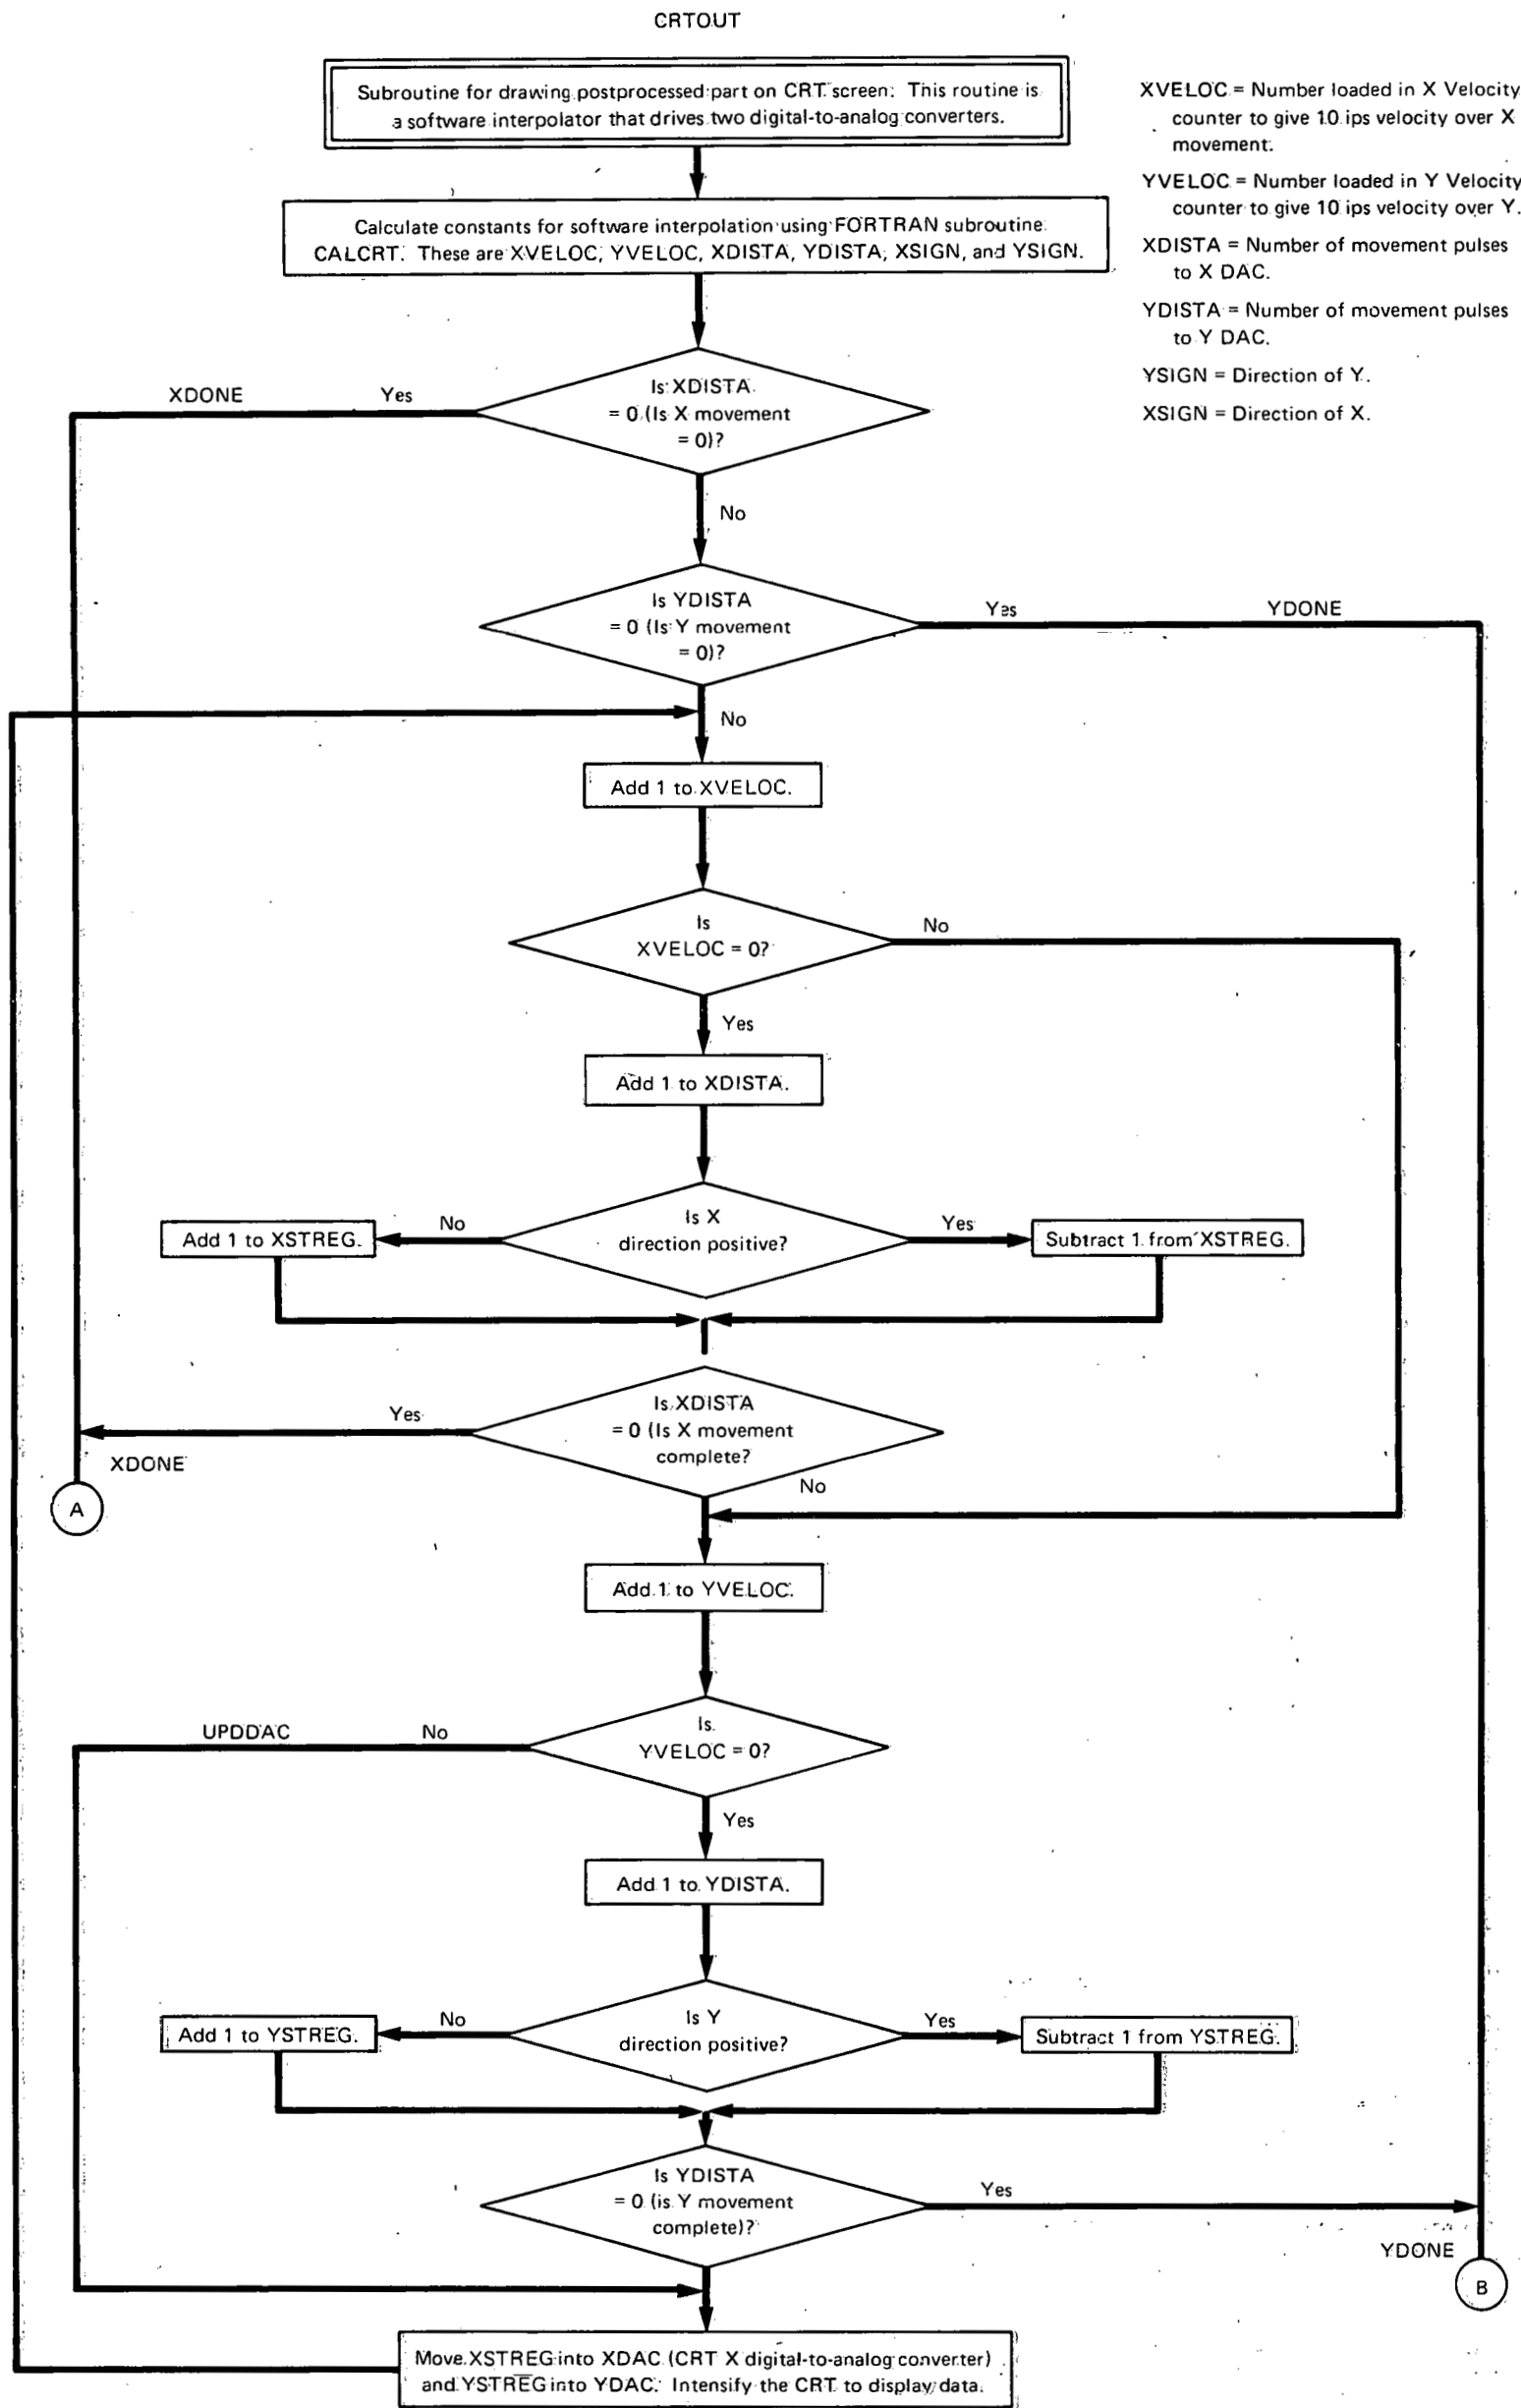 CRTOUT
Subroutine for drawing postprocessed part on CRT screen. This routine is
a software interpolator that drives two digital-to-analog converters.
XVELOC = Number loaded in X Velocity
counter to give 10 ips velocity over X
movement.
YVELOC = Number loaded in Y Velocity
counter to give 10 ips velocity over Y.
XDISTA = Number of movement pulses
to X DAC.
YDISTA = Number of movement pulses
to Y DAC.
YSIGN = Direction of Y.
XSIGN = Direction of X.
Calculate constants for software interpolation using FORTRAN subroutine
CALCRT. These are XVELOC, YVELOC, XDISTA, YDISTA, XSIGN, and YSIGN.
XDONE Yes
Is XDISTA
= 0 (Is X movement
= 0)?
No
Is YDISTA
= 0 (Is Y movement
= 0)?
Yes YDONE
No
Add 1 to XVELOC.
Is
XVELOC = 0?
No
Yes
Add 1 to XDISTA.
Is X
direction positive?
No
Add 1 to XSTREG.
Yes
Subtract 1 from XSTREG.
Is XDISTA
= 0 (Is X movement
complete?
Yes
XDONE
A
No
Add 1 to YVELOC.
UPDDAC No
Is
YVELOC = 0?
Yes
Add 1 to YDISTA.
Is Y
direction positive?
No
Add 1 to YSTREG.
Yes
Subtract 1 from YSTREG.
Is YDISTA
= 0 (is Y movement
complete)?
Yes
YDONE
B
Move XSTREG into XDAC (CRT X digital-to-analog converter)
and YSTREG into YDAC. Intensify the CRT to display data.